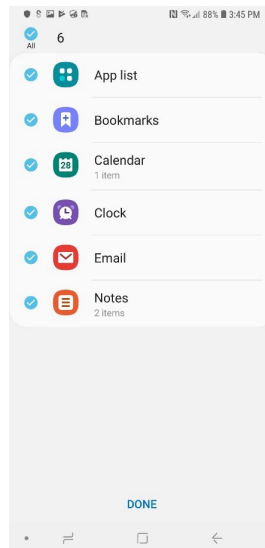 88% 3:45 PM
All 6
App list
Bookmarks
28 Calendar
1 item
Clock
Email
Notes
2 items
DONE